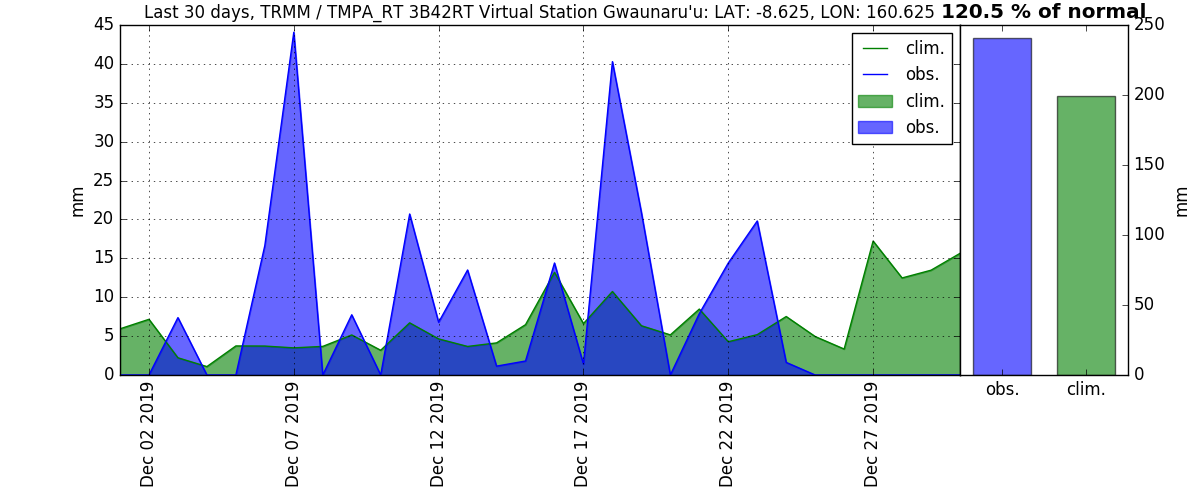 Last 30 days, TRMM / TMPA_RT 3B42RT Virtual Station Gwaunaru'u: LAT: -8.625, LON: 160.625 120.5 % of normal
45
40
35
30
25
20
15
10
5
0
mm
clim.
obs.
clim.
obs.
Dec 02 2019
Dec 07 2019
Dec 12 2019
Dec 17 2019
Dec 22 2019
Dec 27 2019
250
200
150
100
50
0
mm
obs.
clim.